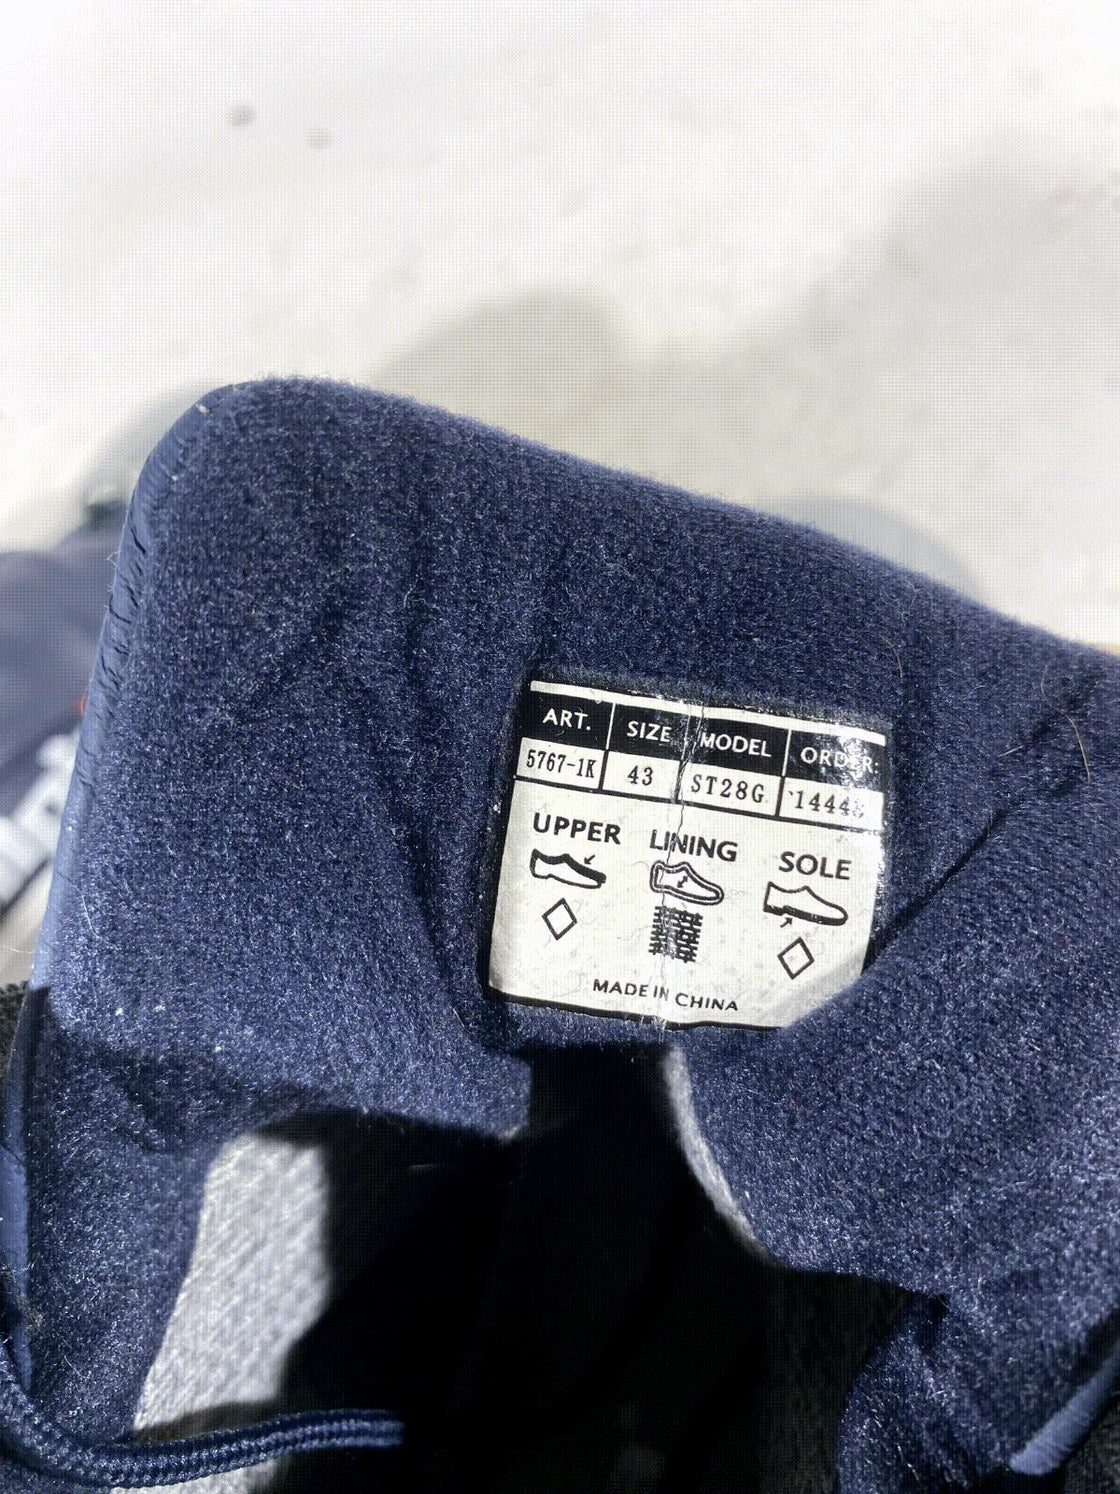 ART. SIZE MODEL ORDER:
5767-1K 43 ST28G
UPPER LINING SOLE
MADE IN CHINA